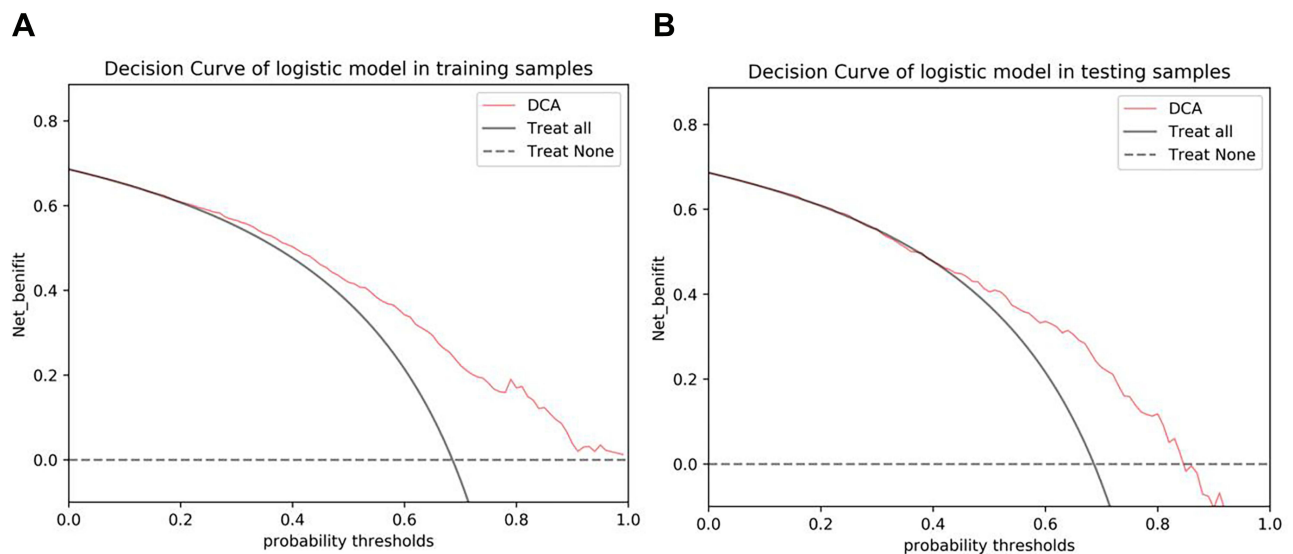 A
Decision Curve of logistic model in training samples
DCA
Treat all
Treat None
Net_benifit
0.8
0.6
0.4
0.2
0.0
0.0 0.2 0.4 0.6 0.8 1.0
probability thresholds
B
Decision Curve of logistic model in testing samples
DCA
Treat all
Treat None
Net_benifit
0.8
0.6
0.4
0.2
0.0
0.0 0.2 0.4 0.6 0.8 1.0
probability thresholds